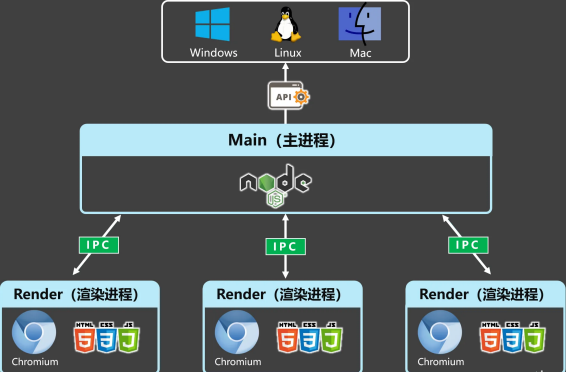 Windows Linux Mac
API
Main（主进程）
node
JS
IPC IPC IPC
Render（渲染进程） Render（渲染进程） Render（渲染进程）
HTML CSS JS HTML CSS JS HTML CSS JS
5 3 5 3 5 3
Chromium Chromium Chromium